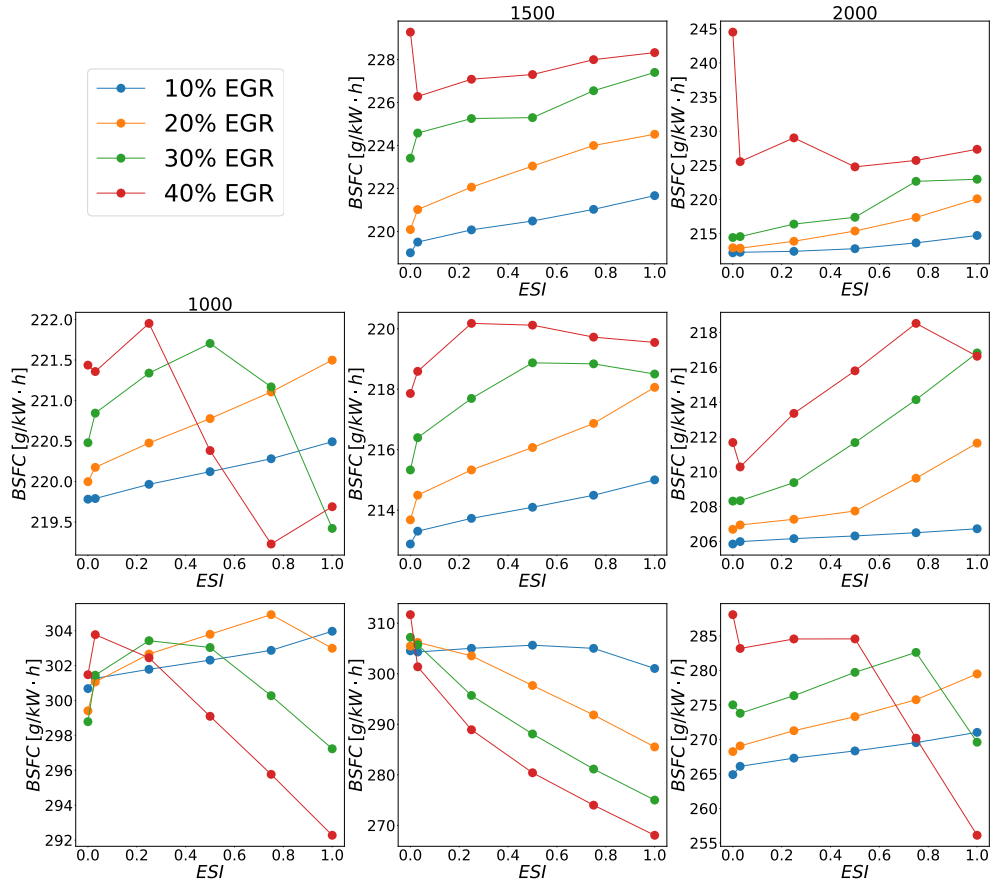 1500
2000
10% EGR
20% EGR
30% EGR
40% EGR
BSFC [g/kW · h]
228
226
224
222
220
0.0 0.2 0.4 0.6 0.8 1.0
ESI
BSFC [g/kW · h]
245
240
235
230
225
215
0.0 0.2 0.4 0.6 0.8 1.0
ESI
1000
BSFC [g/kW · h]
222.0
221.5
221.0
220.5
220.0
219.5
0.0 0.2 0.4 0.6 0.8 1.0
ESI
BSFC [g/kW · h]
220
218
216
214
0.0 0.2 0.4 0.6 0.8 1.0
ESI
BSFC [g/kW · h]
218
216
212
210
208
206
0.0 0.2 0.4 0.6 0.8 1.0
ESI
BSFC [g/kW · h]
304
302
300
298
296
294
292
0.0 0.2 0.4 0.6 0.8 1.0
ESI
BSFC [g/kW · h]
310
300
290
280
270
0.0 0.2 0.4 0.6 0.8 1.0
ESI
BSFC [g/kW · h]
285
280
275
270
265
260
255
0.0 0.2 0.4 0.6 0.8 1.0
ESI